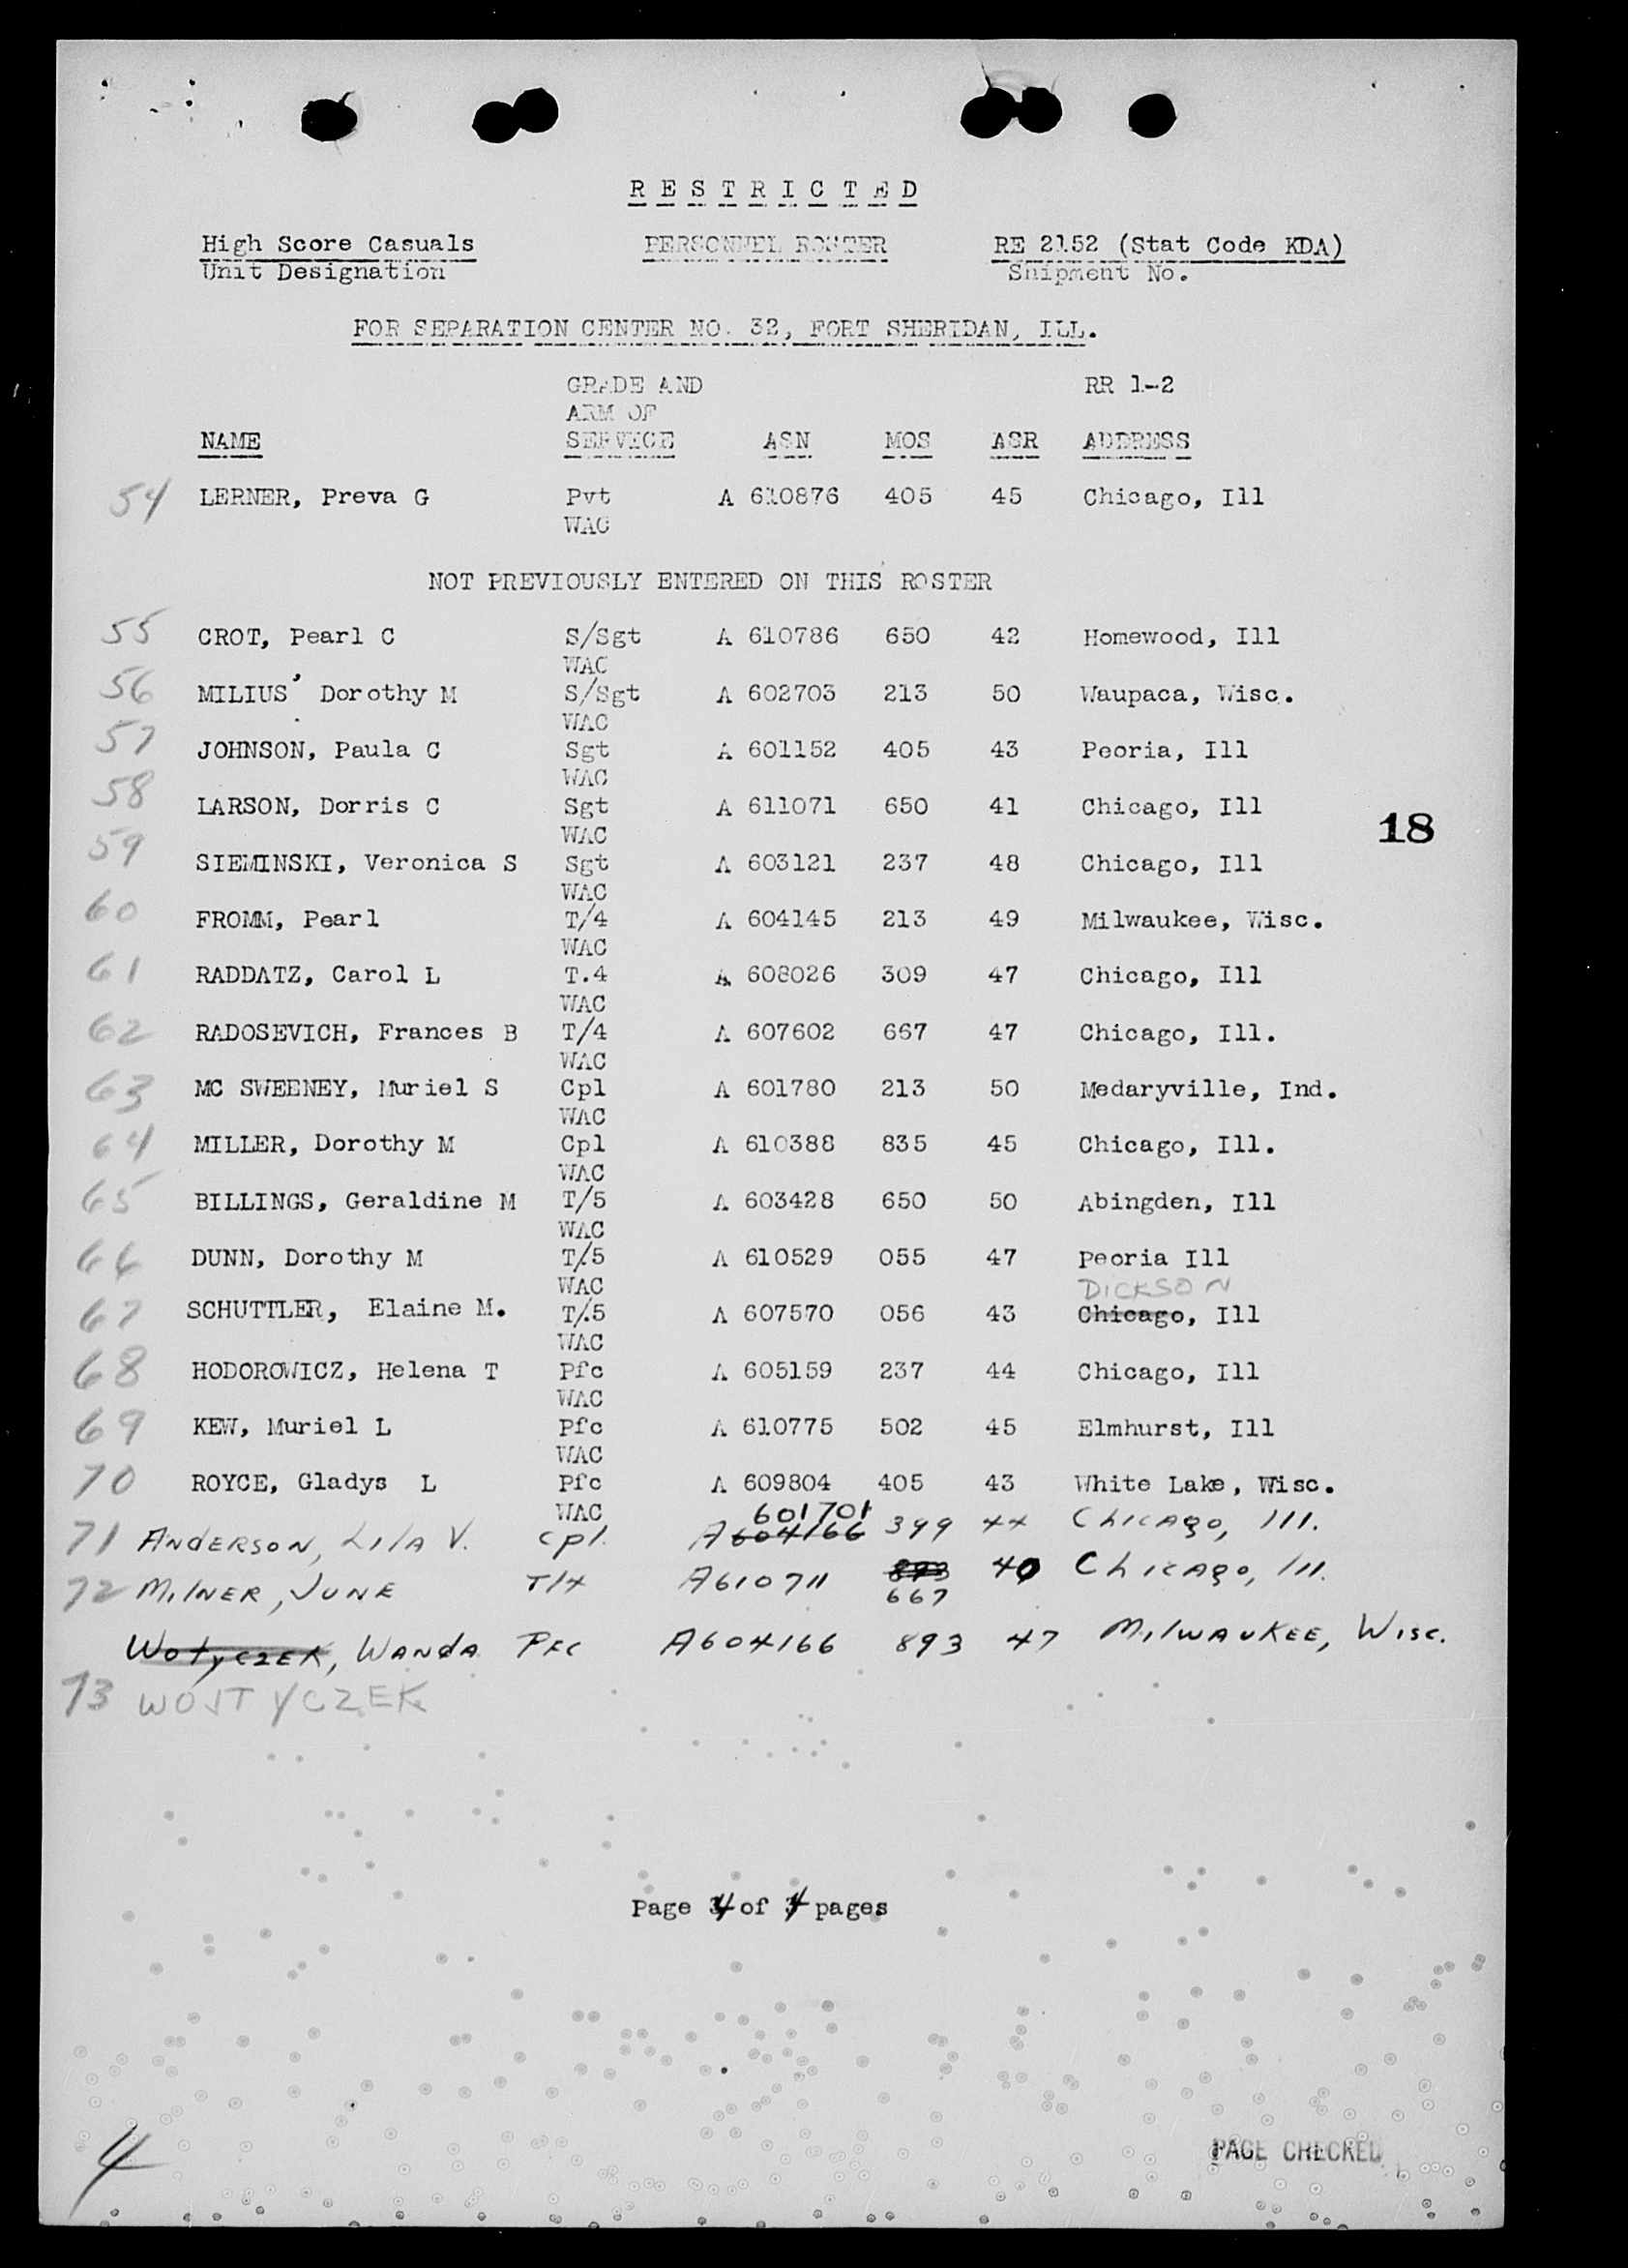 RESTRICTED
High Score Casuals PERSONNEL ROSTER RE 2152 (Stat Code KDA)
Unit Designation Shipment No.
FOR SEPARATION CENTER NO. 32, FORT SHERIDAN, ILL.
GRADE AND RR 1-2
ARM OF
NAME SERVICE ASN MOS ASR ADDRESS
54 LERNER, Preva G Pvt A 610876 405 45 Chicago, Ill
WAC
NOT PREVIOUSLY ENTERED ON THIS ROSTER
55 CROT, Pearl C S/Sgt A 610786 650 42 Homewood, Ill
WAC
56 MILIUS, Dorothy M S/Sgt A 602703 213 50 Waupaca, Wisc.
WAC
57 JOHNSON, Paula C Sgt A 601152 405 43 Peoria, Ill
WAC
58 LARSON, Dorris C Sgt A 611071 650 41 Chicago, Ill
WAC 18
59 SIEMINSKI, Veronica S Sgt A 603121 237 48 Chicago, Ill
WAC
60 FROMM, Pearl T/4 A 604145 213 49 Milwaukee, Wisc.
WAC
61 RADDATZ, Carol L T.4 A 608026 309 47 Chicago, Ill
WAC
62 RADOSEVICH, Frances B T/4 A 607602 667 47 Chicago, Ill.
WAC
63 MC SWEENEY, Muriel S Cpl A 601780 213 50 Medaryville, Ind.
WAC
64 MILLER, Dorothy M Cpl A 610388 835 45 Chicago, Ill.
WAC
65 BILLINGS, Geraldine M T/5 A 603428 650 50 Abingden, Ill
WAC
66 DUNN, Dorothy M T/5 A 610529 055 47 Peoria Ill
WAC DICKSON
67 SCHUTTLER, Elaine M. T/5 A 607570 056 43 Chicago, Ill
WAC
68 HODOROWICZ, Helena T Pfc A 605159 237 44 Chicago, Ill
WAC
69 KEW, Muriel L Pfc A 610775 502 45 Elmhurst, Ill
WAC
70 ROYCE, Gladys L Pfc A 609804 405 43 White Lake, Wisc.
WAC 601701
71 ANDERSON, LILA V. Cpl. A604166 399 44 CHICAGO, Ill.
72 MILNER, JUNE T/4 A610711 873 40 CHICAGO, Ill.
667
WOTYCZEK, WANDA PFC A604166 893 47 MILWAUKEE, WISC.
73 WOJTYCZEK
Page 4 of 4 pages
4
PAGE CHECKED